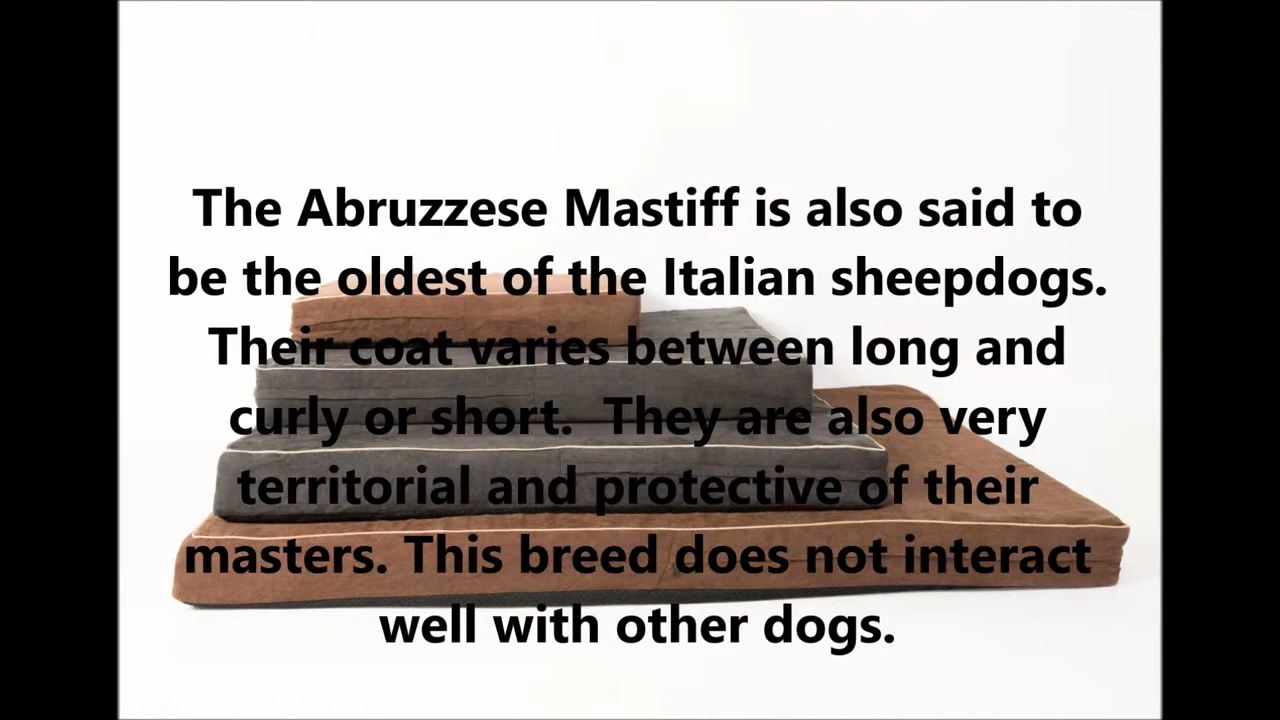 The Abruzzese Mastiff is also said to
be the oldest of the Italian sheepdogs.
Their coat varies between long and
curly or short.  They are also very
territorial and protective of their
masters. This breed does not interact
well with other dogs.